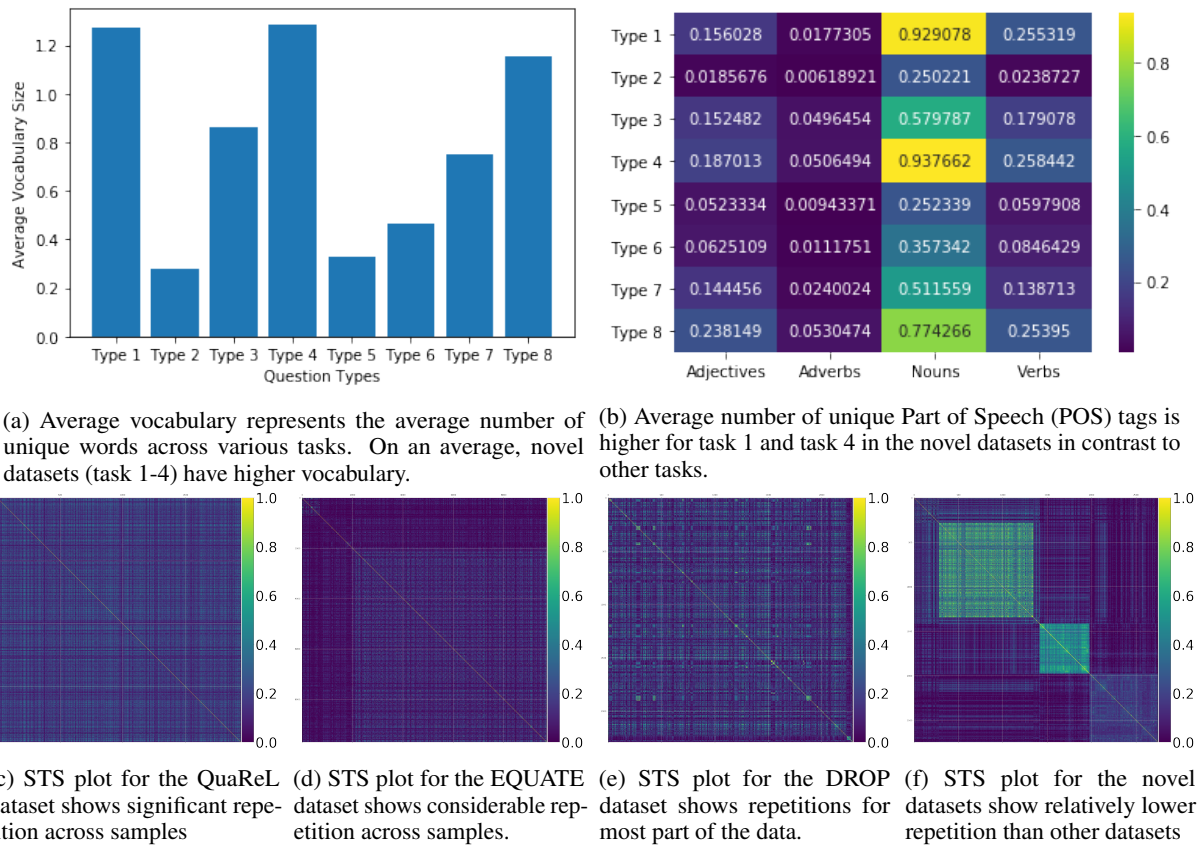 1.2
1.0
0.8
0.6
0.4
0.2
0.0
Average Vocabulary Size
Type 1 Type 2 Type 3 Type 4 Type 5 Type 6 Type 7 Type 8
Question Types
Type 1 0.156028 0.0177305 0.929078 0.255319
Type 2 0.0185676 0.00618921 0.250221 0.0238727
Type 3 0.152482 0.0496454 0.579787 0.179078
Type 4 0.187013 0.0506494 0.937662 0.258442
Type 5 0.0523334 0.00943371 0.252339 0.0597908
Type 6 0.0625109 0.0111751 0.357342 0.0846429
Type 7 0.144456 0.0240024 0.511559 0.138713
Type 8 0.238149 0.0530474 0.774266 0.25395
Adjectives Adverbs Nouns Verbs
0.8
0.6
0.4
0.2
(a) Average vocabulary represents the average number of
unique words across various tasks. On an average, novel
datasets (task 1-4) have higher vocabulary.
(b) Average number of unique Part of Speech (POS) tags is
higher for task 1 and task 4 in the novel datasets in contrast to
other tasks.
1.0
0.8
0.6
0.4
0.2
0.0
1.0
0.8
0.6
0.4
0.2
0.0
1.0
0.8
0.6
0.4
0.2
0.0
1.0
0.8
0.6
0.4
0.2
0.0
c) STS plot for the QuaReL
ataset shows significant repe-
tition across samples
(d) STS plot for the EQUATE
dataset shows considerable rep-
etition across samples.
(e) STS plot for the DROP
dataset shows repetitions for
most part of the data.
(f) STS plot for the novel
datasets show relatively lower
repetition than other datasets